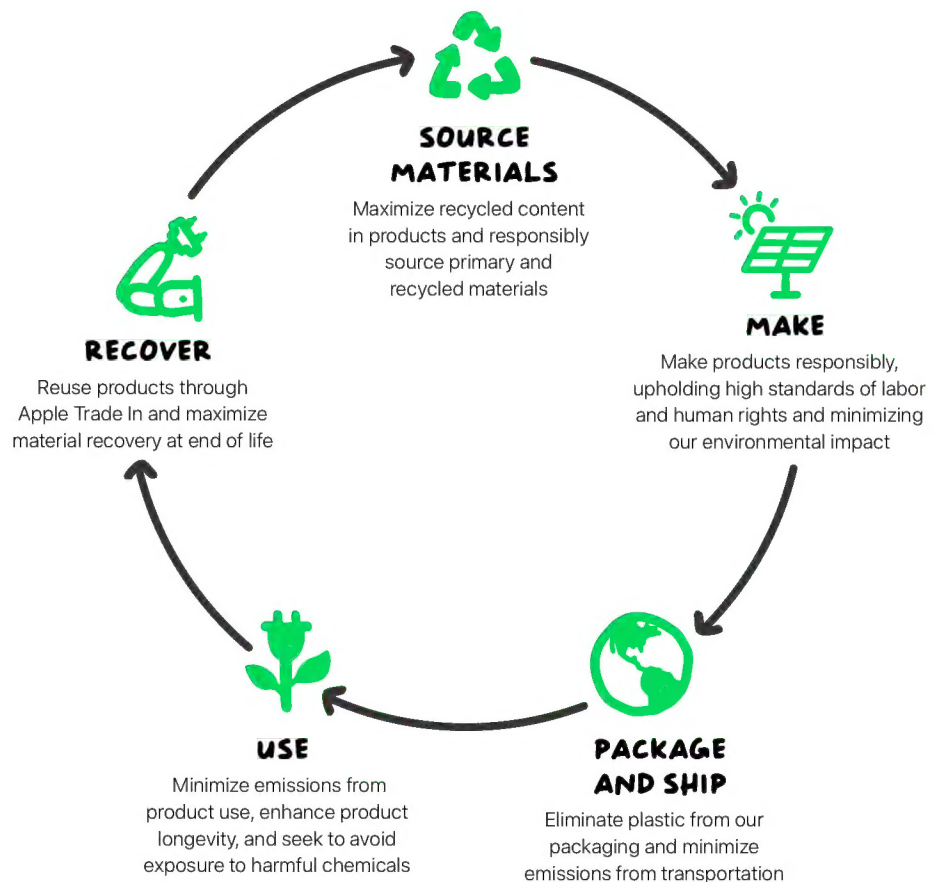 SOURCE
MATERIALS
Maximize recycled content
in products and responsibly
source primary and
recycled materials
MAKE
Make products responsibly,
upholding high standards of labor
and human rights and minimizing
our environmental impact
PACKAGE
AND SHIP
Eliminate plastic from our
packaging and minimize
emissions from transportation
USE
Minimize emissions from
product use, enhance product
longevity, and seek to avoid
exposure to harmful chemicals
RECOVER
Reuse products through
Apple Trade In and maximize
material recovery at end of life